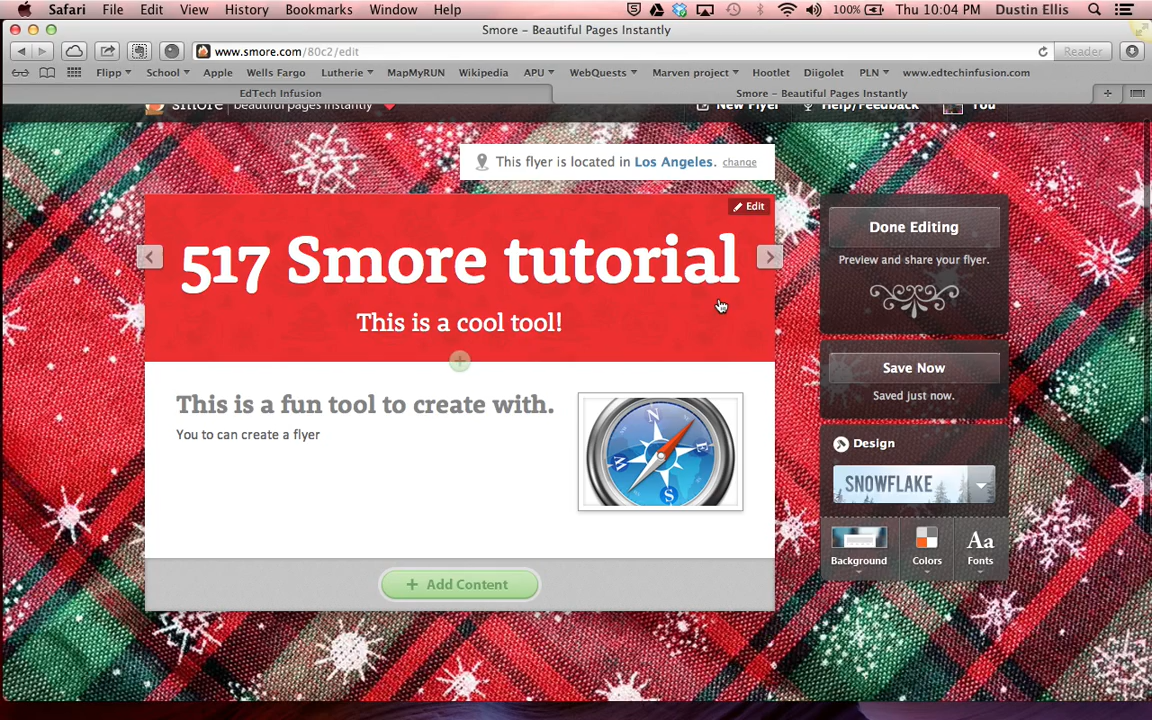 Safari File Edit View History Bookmarks Window Help 100% Thu 10:04 PM Dustin Ellis
Smore – Beautiful Pages Instantly
www.smore.com/80c2/edit Reader
Flipp School Apple Wells Fargo Lutherie MapMyRUN Wikipedia APU WebQuests Marven project Hootlet Diigolet PLN www.edtechinfusion.com
EdTech Infusion Smore – Beautiful Pages Instantly
smore beautiful pages instantly New Flyer Help/Feedback You
This flyer is located in Los Angeles. change
Edit
517 Smore tutorial
This is a cool tool!
Done Editing
Preview and share your flyer.
Save Now
Saved just now.
This is a fun tool to create with.
You to can create a flyer
N
E
S
W
Design
SNOWFLAKE
Aa
Background Colors Fonts
+ Add Content